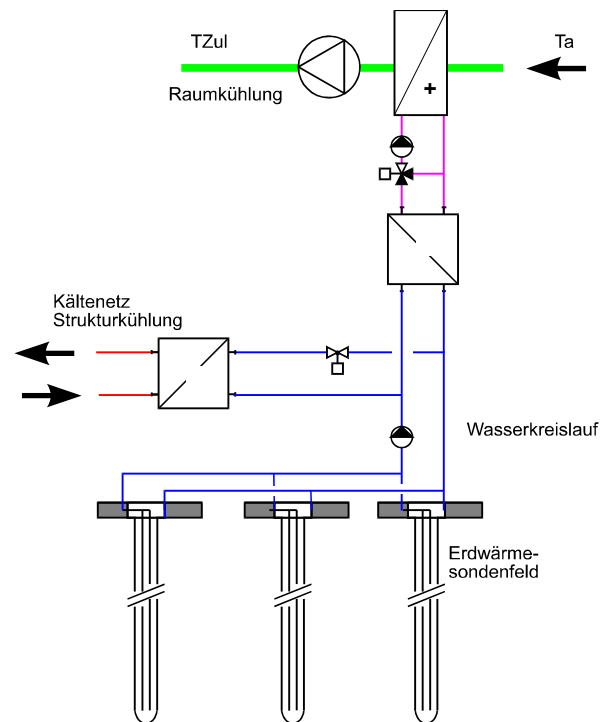 TZul
Ta
Raumkühlung
+
Kältenetz
Strukturkühlung
Wasserkreislauf
Erdwärme-
sondenfeld